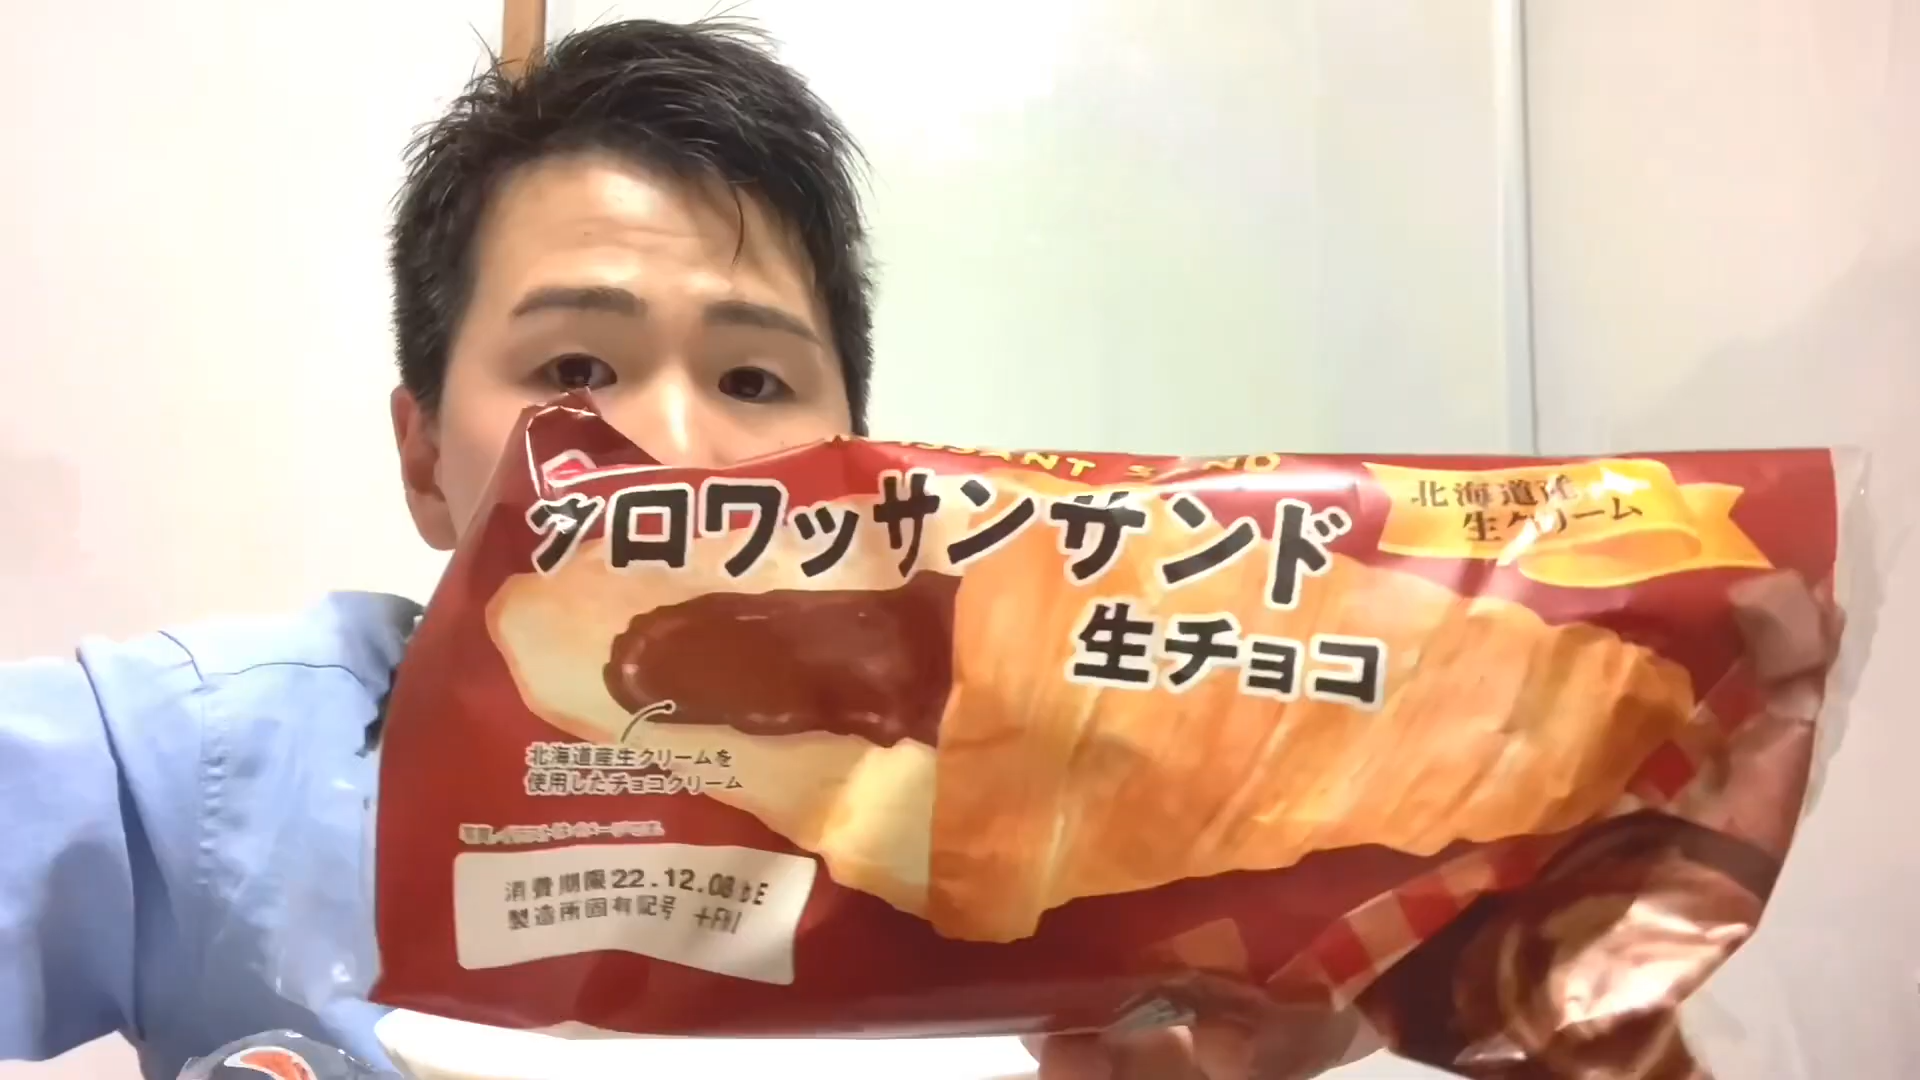 クロワッサンサンド
生チョコ
北海道産
生クリーム
北海道産生クリームを
使用したチョコクリーム
消費期限22.12.08
製造所固有記号